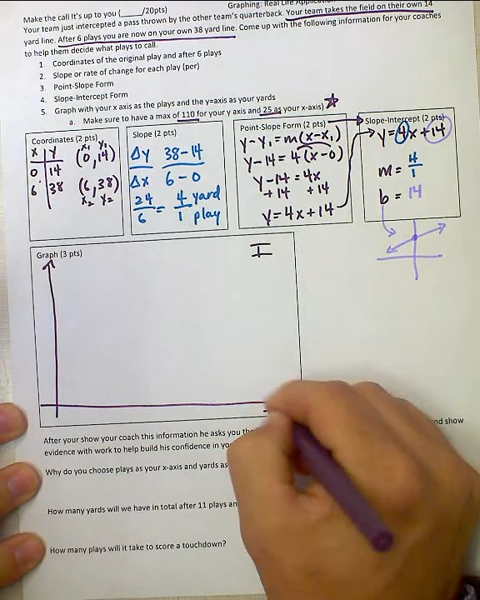 Graphing: Real Life
Make the call It's up to you (____/20pts)
Your team just intercepted a pass thrown by the other team's quarterback. Your team takes the field on their own 14
yard line. After 6 plays you are now on your own 38 yard line. Come up with the following information for your coaches
to help them decide what plays to call.
1. Coordinates of the original play and after 6 plays
2. Slope or rate of change for each play (per)
3. Point-Slope Form
4. Slope-Intercept Form
5. Graph with your x axis as the plays and the y=axis as your yards
a. Make sure to have a max of 110 for your y axis and 25 as your x-axis)
Coordinates (2 pts)
X Y
0 14
6 38
x₁ y₁
(0,14)
(6,38)
x₂ y₂
Slope (2 pts)
Δy 38-14
Δx 6-0
24/6 = 4 yard/1 play
Point-Slope Form (2 pts)
y-y₁=m(x-x₁)
y-14=4(x-0)
y-14=4x
+14 +14
y=4x+14
Slope-Intercept (2 pts)
y=4x+14
m = 4/1
b = 14
Graph (3 pts)
I
After your show your coach this information he asks you
nd show
evidence with work to help build his confidence in
Why do you choose plays as your x-axis and yards as
How many yards will we have in total after 11 plays
How many plays will it take to score a touchdown?